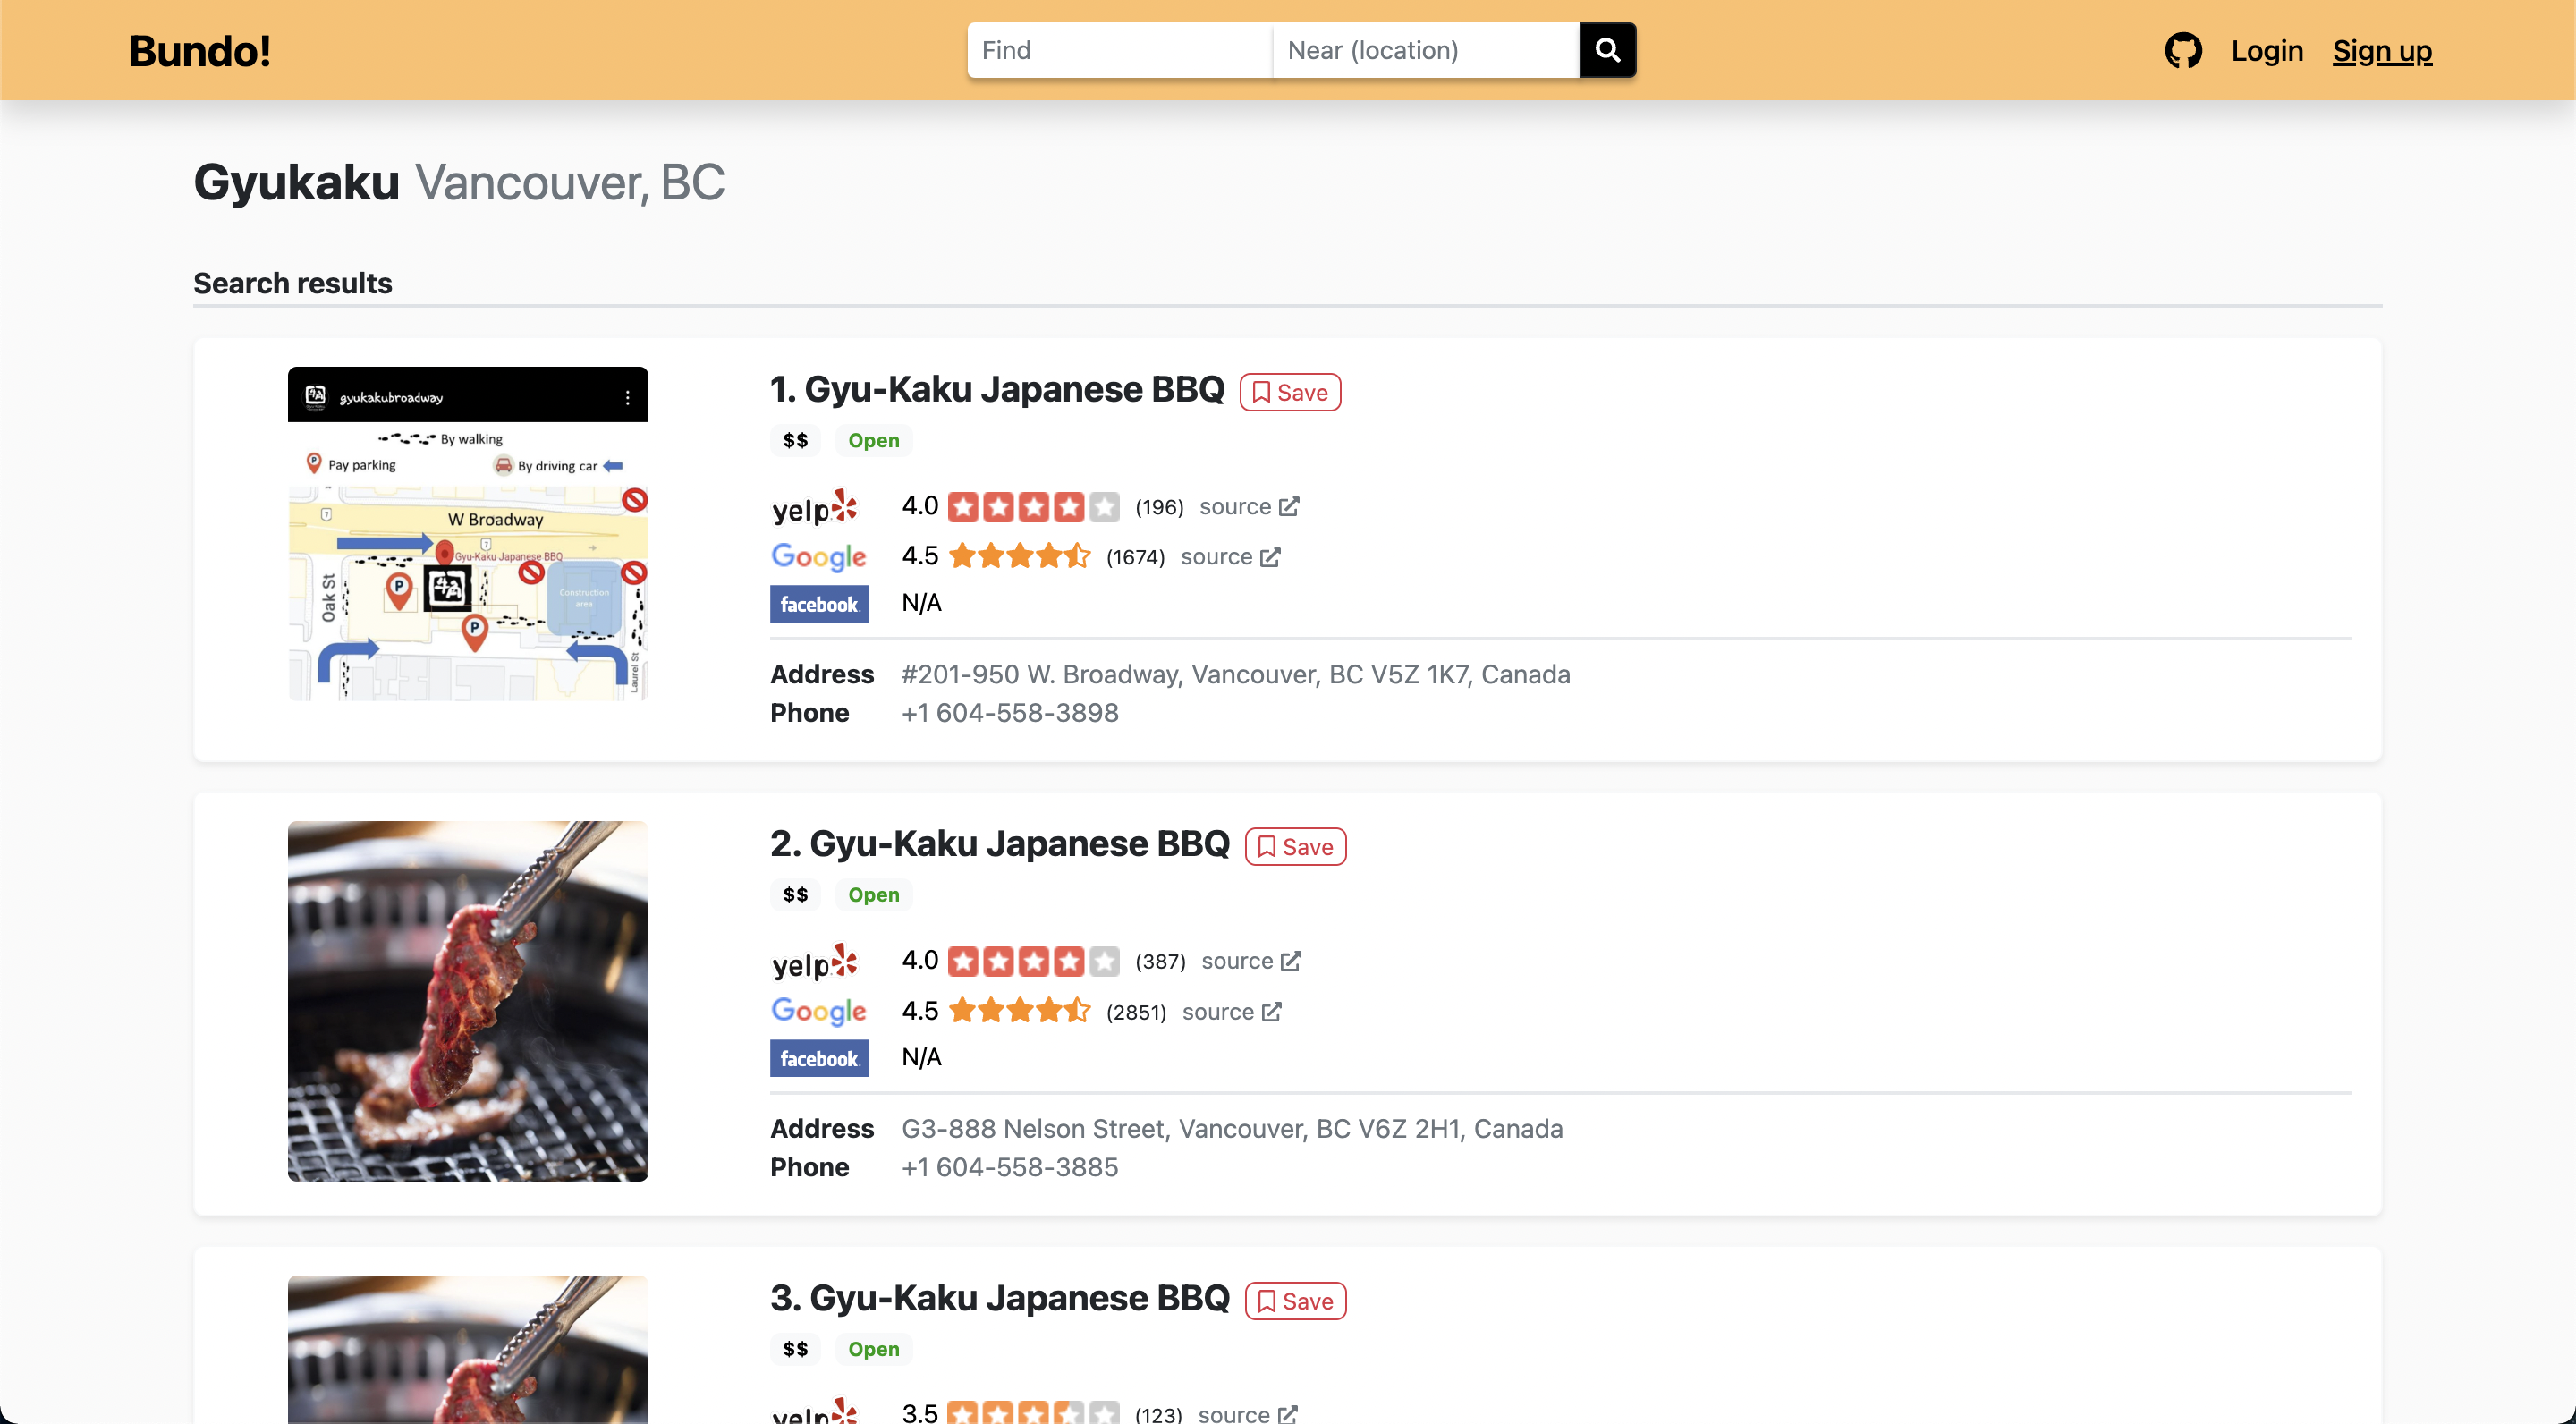 Bundo!
Find
Near (location)
Login
Sign up
Gyukaku Vancouver, BC
Search results
gyukakubroadway
By walking
P
Pay parking
By driving car
7
W Broadway
7
Gyu-Kaku Japanese BBQ
Oak St
P
Construction
area
P
Laurel St
1. Gyu-Kaku Japanese BBQ
Save
$$
Open
yelp
4.0
(196)
source
Google
4.5
(1674)
source
facebook
N/A
Address
#201-950 W. Broadway, Vancouver, BC V5Z 1K7, Canada
Phone
+1 604-558-3898
2. Gyu-Kaku Japanese BBQ
Save
$$
Open
yelp
4.0
(387)
source
Google
4.5
(2851)
source
facebook
N/A
Address
G3-888 Nelson Street, Vancouver, BC V6Z 2H1, Canada
Phone
+1 604-558-3885
3. Gyu-Kaku Japanese BBQ
Save
$$
Open
yelp
3.5
(123)
source